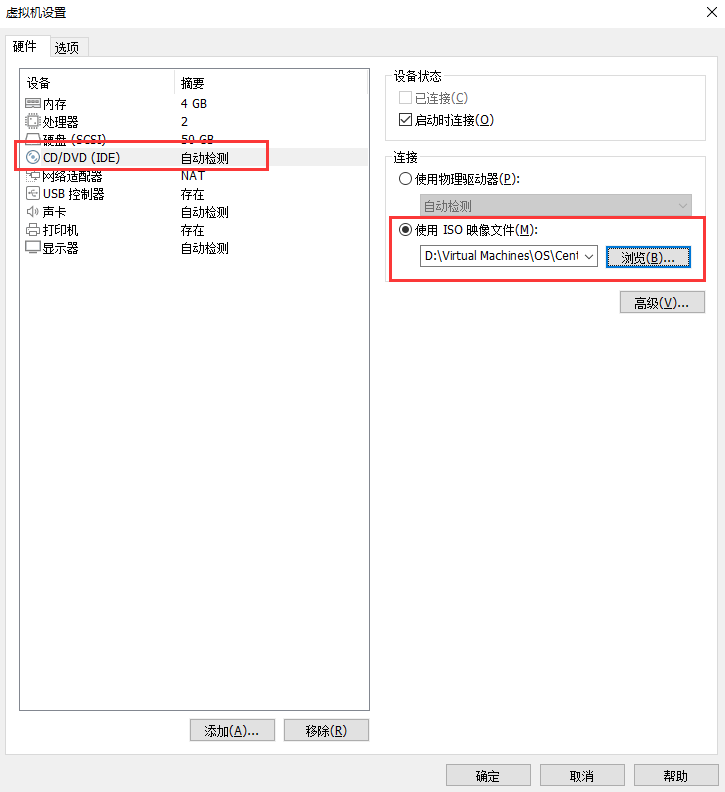 虚拟机设置
硬件 选项
设备 摘要
内存 4 GB
处理器 2
硬盘 (SCSI) 50 GB
CD/DVD (IDE) 自动检测
网络适配器 NAT
USB 控制器 存在
声卡 自动检测
打印机 存在
显示器 自动检测
添加(A)... 移除(R)
设备状态
已连接(C)
启动时连接(O)
连接
使用物理驱动器(P):
自动检测
使用 ISO 映像文件(M):
D:\Virtual Machines\OS\Cent 浏览(B)...
高级(V)...
确定 取消 帮助